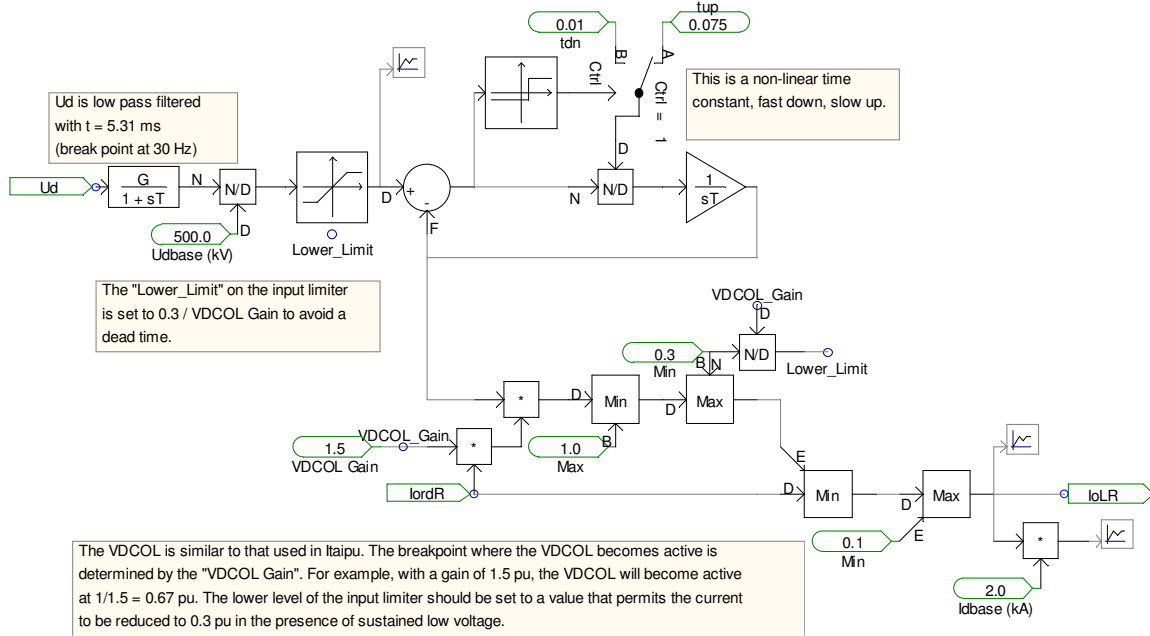 tup
0.01
0.075
tdn
B
A
Ctrl
Ctrl = 1
This is a non-linear time
constant, fast down, slow up.
Ud is low pass filtered
with t = 5.31 ms
(break point at 30 Hz)
D
Ud
G
1 + sT
N
N/D
D
+
-
F
N
N/D
1
sT
D
500.0
Udbase (kV)
Lower_Limit
The "Lower_Limit" on the input limiter
is set to 0.3 / VDCOL Gain to avoid a
dead time.
VDCOL_Gain
D
0.3
Min
B
N
N/D
Lower_Limit
*
D
Min
D
Max
B
1.0
Max
VDCOL_Gain
1.5
VDCOL Gain
*
E
IordR
D
Min
D
Max
IoLR
E
0.1
Min
*
2.0
Idbase (kA)
The VDCOL is similar to that used in Itaipu. The breakpoint where the VDCOL becomes active is
determined by the "VDCOL Gain". For example, with a gain of 1.5 pu, the VDCOL will become active
at 1/1.5 = 0.67 pu. The lower level of the input limiter should be set to a value that permits the current
to be reduced to 0.3 pu in the presence of sustained low voltage.